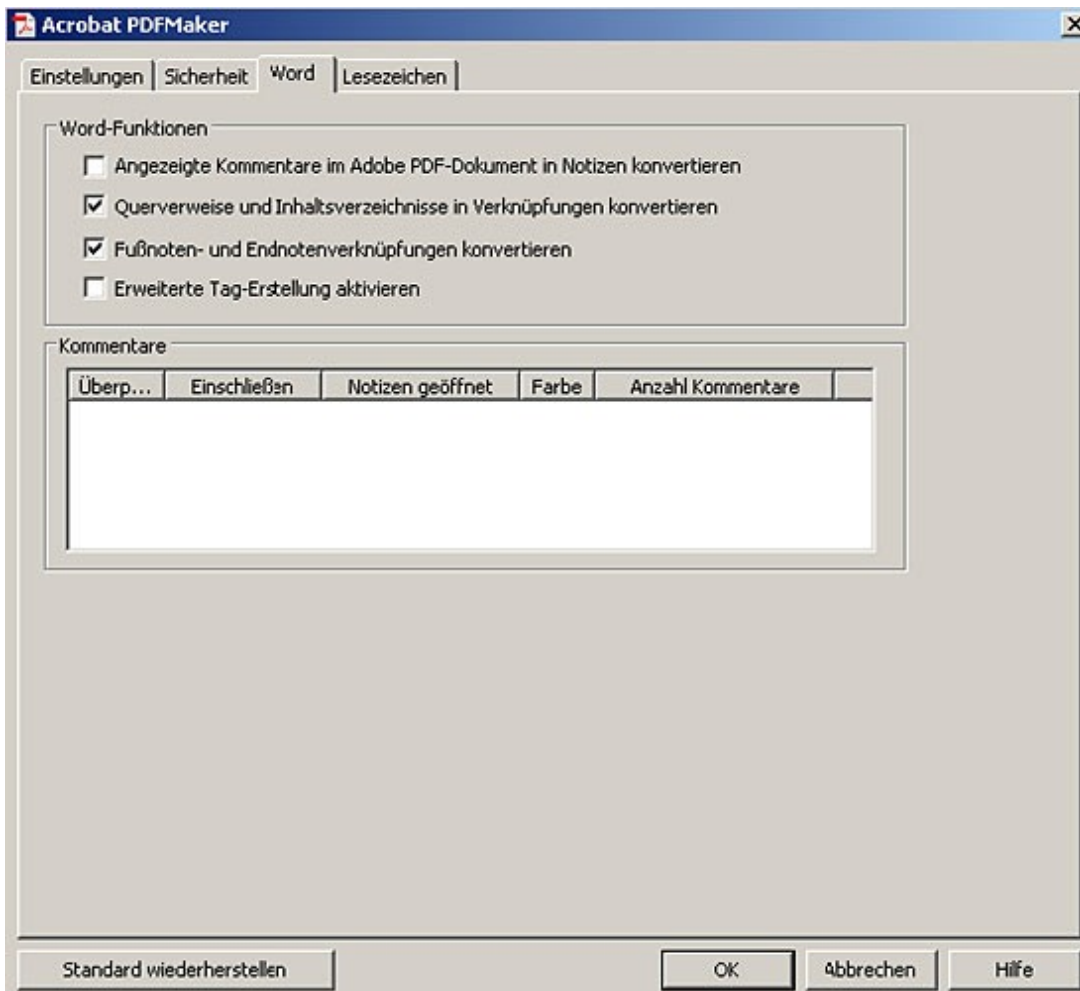 Acrobat PDFMaker
Einstellungen Sicherheit Word Lesezeichen
Word-Funktionen
Angezeigte Kommentare im Adobe PDF-Dokument in Notizen konvertieren
Querverweise und Inhaltsverzeichnisse in Verknüpfungen konvertieren
Fußnoten- und Endnotenverknüpfungen konvertieren
Erweiterte Tag-Erstellung aktivieren
Kommentare
Überp... Einschließen Notizen geöffnet Farbe Anzahl Kommentare
Standard wiederherstellen OK Abbrechen Hilfe